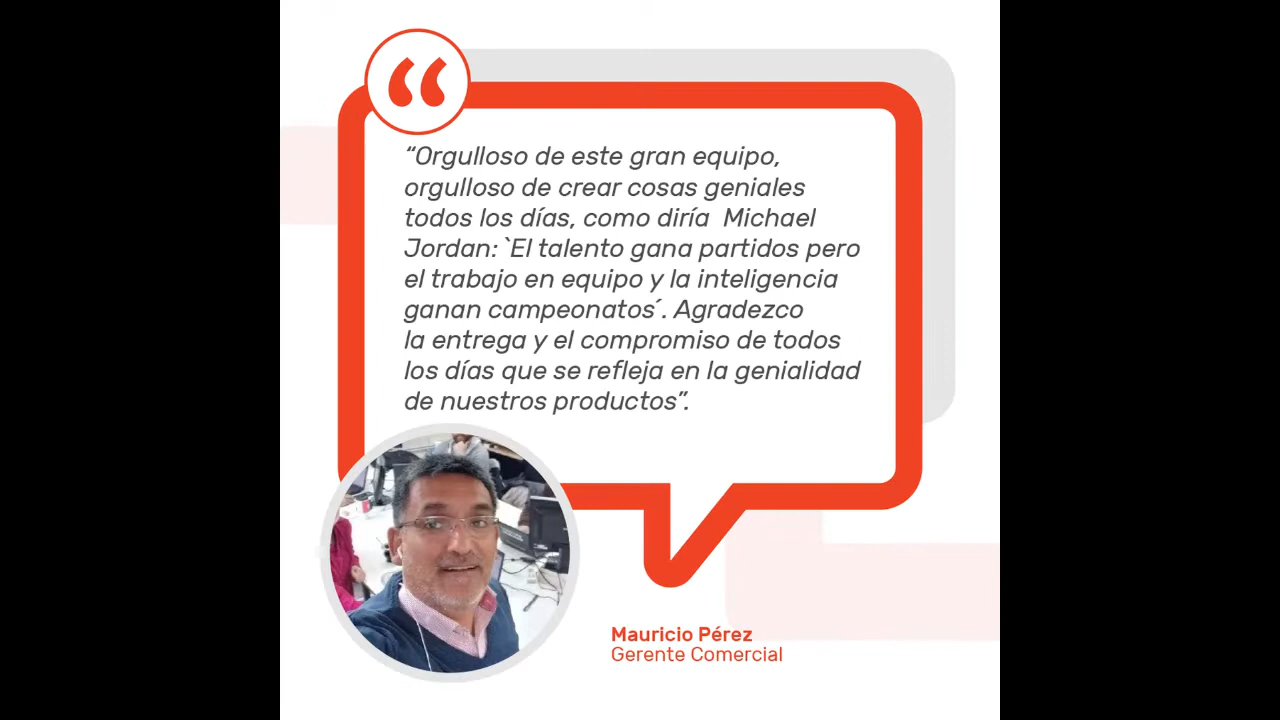 “
“Orgulloso de este gran equipo,
orgulloso de crear cosas geniales
todos los días, como diría  Michael
Jordan: `El talento gana partidos pero
el trabajo en equipo y la inteligencia
ganan campeonatos´. Agradezco
la entrega y el compromiso de todos
los días que se refleja en la genialidad
de nuestros productos”.
Mauricio Pérez
Gerente Comercial